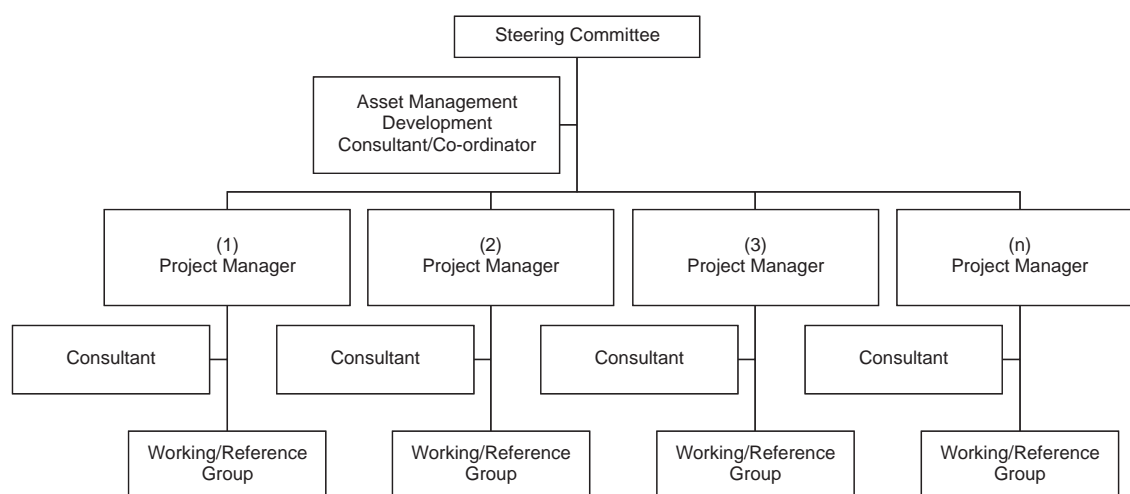 Steering Committee
Asset Management
Development
Consultant/Co-ordinator
(1)
Project Manager
(2)
Project Manager
(3)
Project Manager
(n)
Project Manager
Consultant
Consultant
Consultant
Consultant
Working/Reference
Group
Working/Reference
Group
Working/Reference
Group
Working/Reference
Group